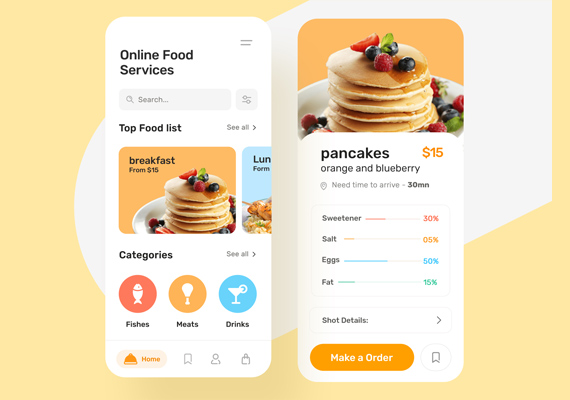 Online Food
Services
Search...
Top Food list
See all
breakfast
From $15
Lun
Form
Categories
See all
Fishes
Meats
Drinks
Home
pancakes
$15
orange and blueberry
Need time to arrive - 30mn
Sweetener
30%
Salt
05%
Eggs
50%
Fat
15%
Shot Details:
Make a Order